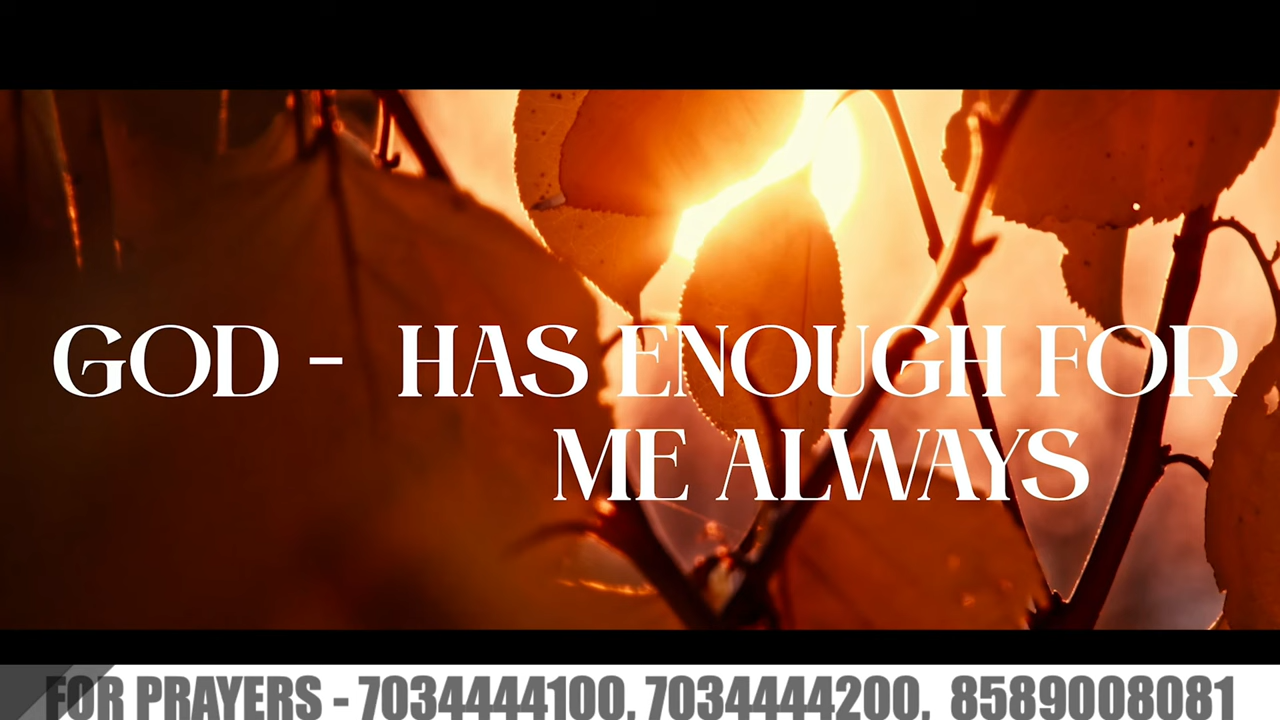 GOD - HAS ENOUGH FOR
ME ALWAYS
FOR PRAYERS - 7034444100, 7034444200, 8589008081